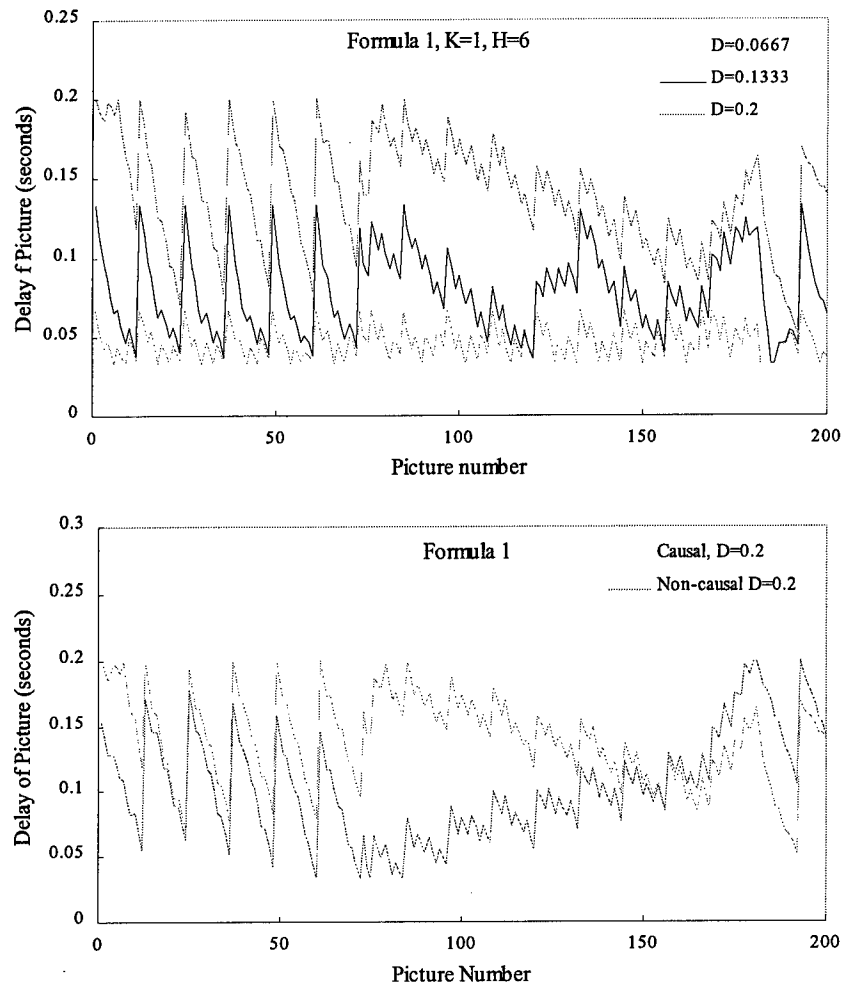 Formula 1, K=1, H=6
D=0.0667
D=0.1333
D=0.2
0.25
0.2
0.15
0.1
0.05
0
Delay f Picture (seconds)
0
50
100
150
200
Picture number
Formula 1
Causal, D=0.2
Non-causal D=0.2
0.3
0.25
0.2
0.15
0.1
0.05
0
Delay of Picture (seconds)
0
50
100
150
200
Picture Number